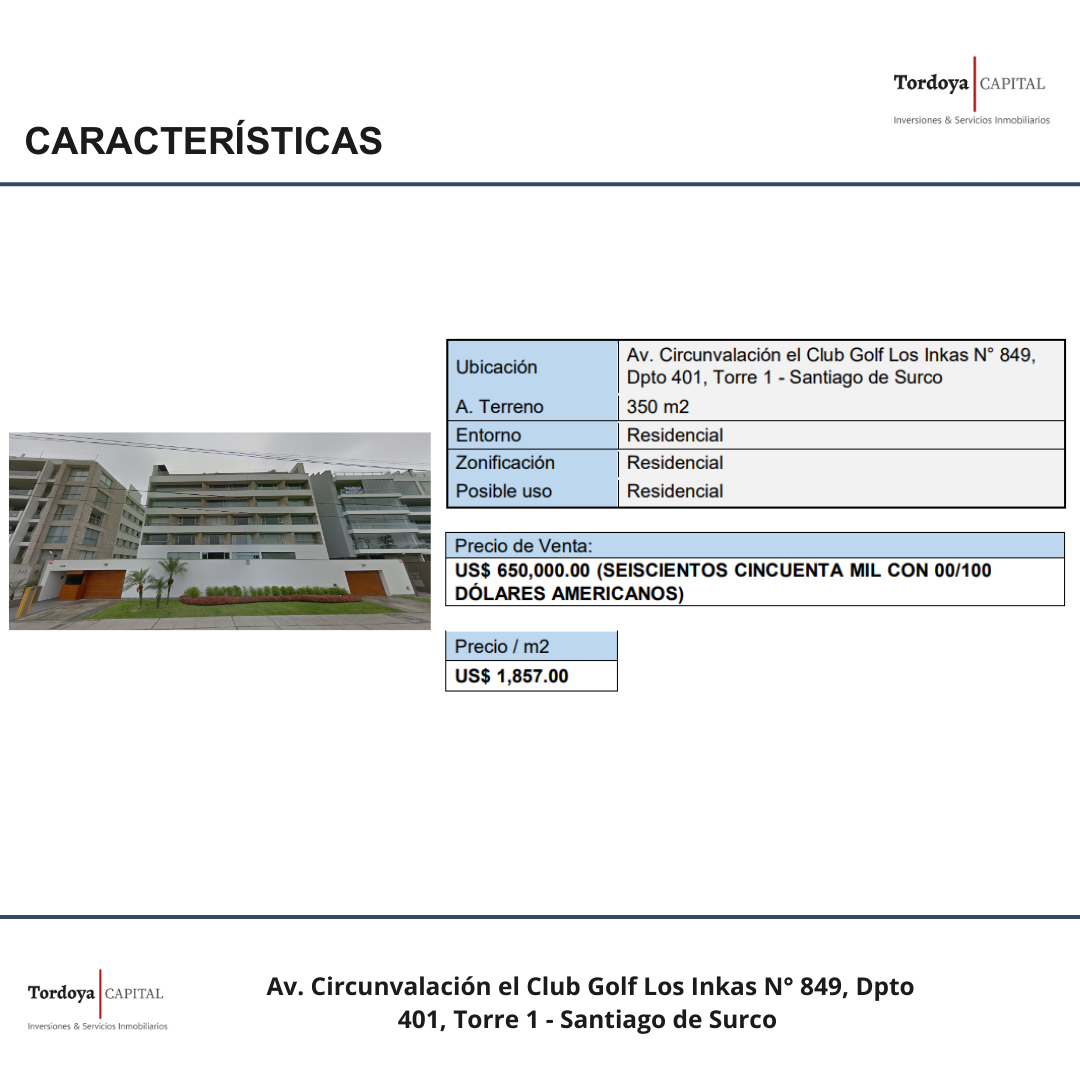 Tordoya CAPITAL
Inversiones & Servicios Inmobiliarios
CARACTERÍSTICAS
Ubicación
Av. Circunvalación el Club Golf Los Inkas N° 849,
Dpto 401, Torre 1 - Santiago de Surco
A. Terreno
350 m2
Entorno
Residencial
Zonificación
Residencial
Posible uso
Residencial
Precio de Venta:
US$ 650,000.00 (SEISCIENTOS CINCUENTA MIL CON 00/100
DÓLARES AMERICANOS)
Precio / m2
US$ 1,857.00
Tordoya CAPITAL
Inversiones & Servicios Inmobiliarios
Av. Circunvalación el Club Golf Los Inkas N° 849, Dpto
401, Torre 1 - Santiago de Surco